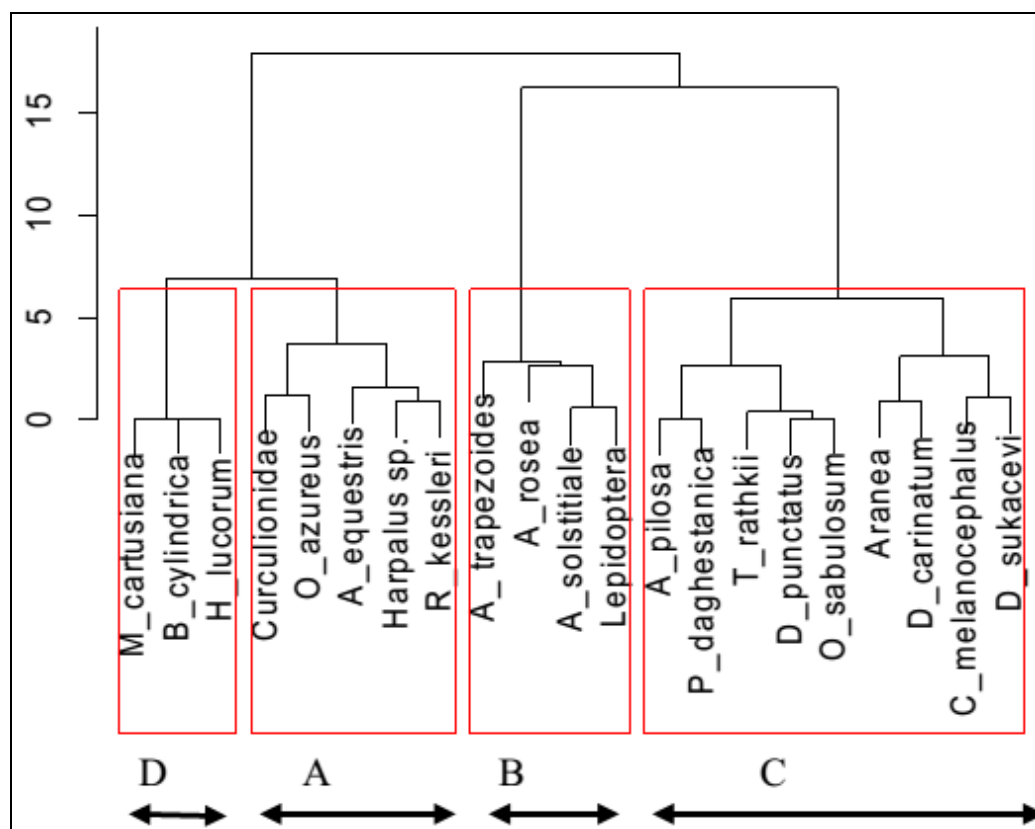 15
10
5
0
M_cartusiana
B_cylindrica
H_lucorum
Curculionidae
O_azureus
A_equestris
Harpalus sp.
R_kessleri
A_trapezoides
A_rosea
A_solstitiale
Lepidoptera
A_pilosa
P_daghestanica
T_rathkii
D_punctatus
O_sabulosum
Aranea
D_carinatum
C_melanocephalus
D_sukacevi
D
A
B
C